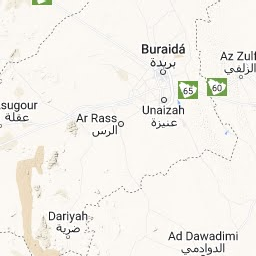 Buraidá
بريدة
Az Zulf
الزلفي
65
60
Unaizah
عنيزة
sugour
عقلة
Ar Rass
الرس
Dariyah
ضرية
Ad Dawadimi
الدوادمي